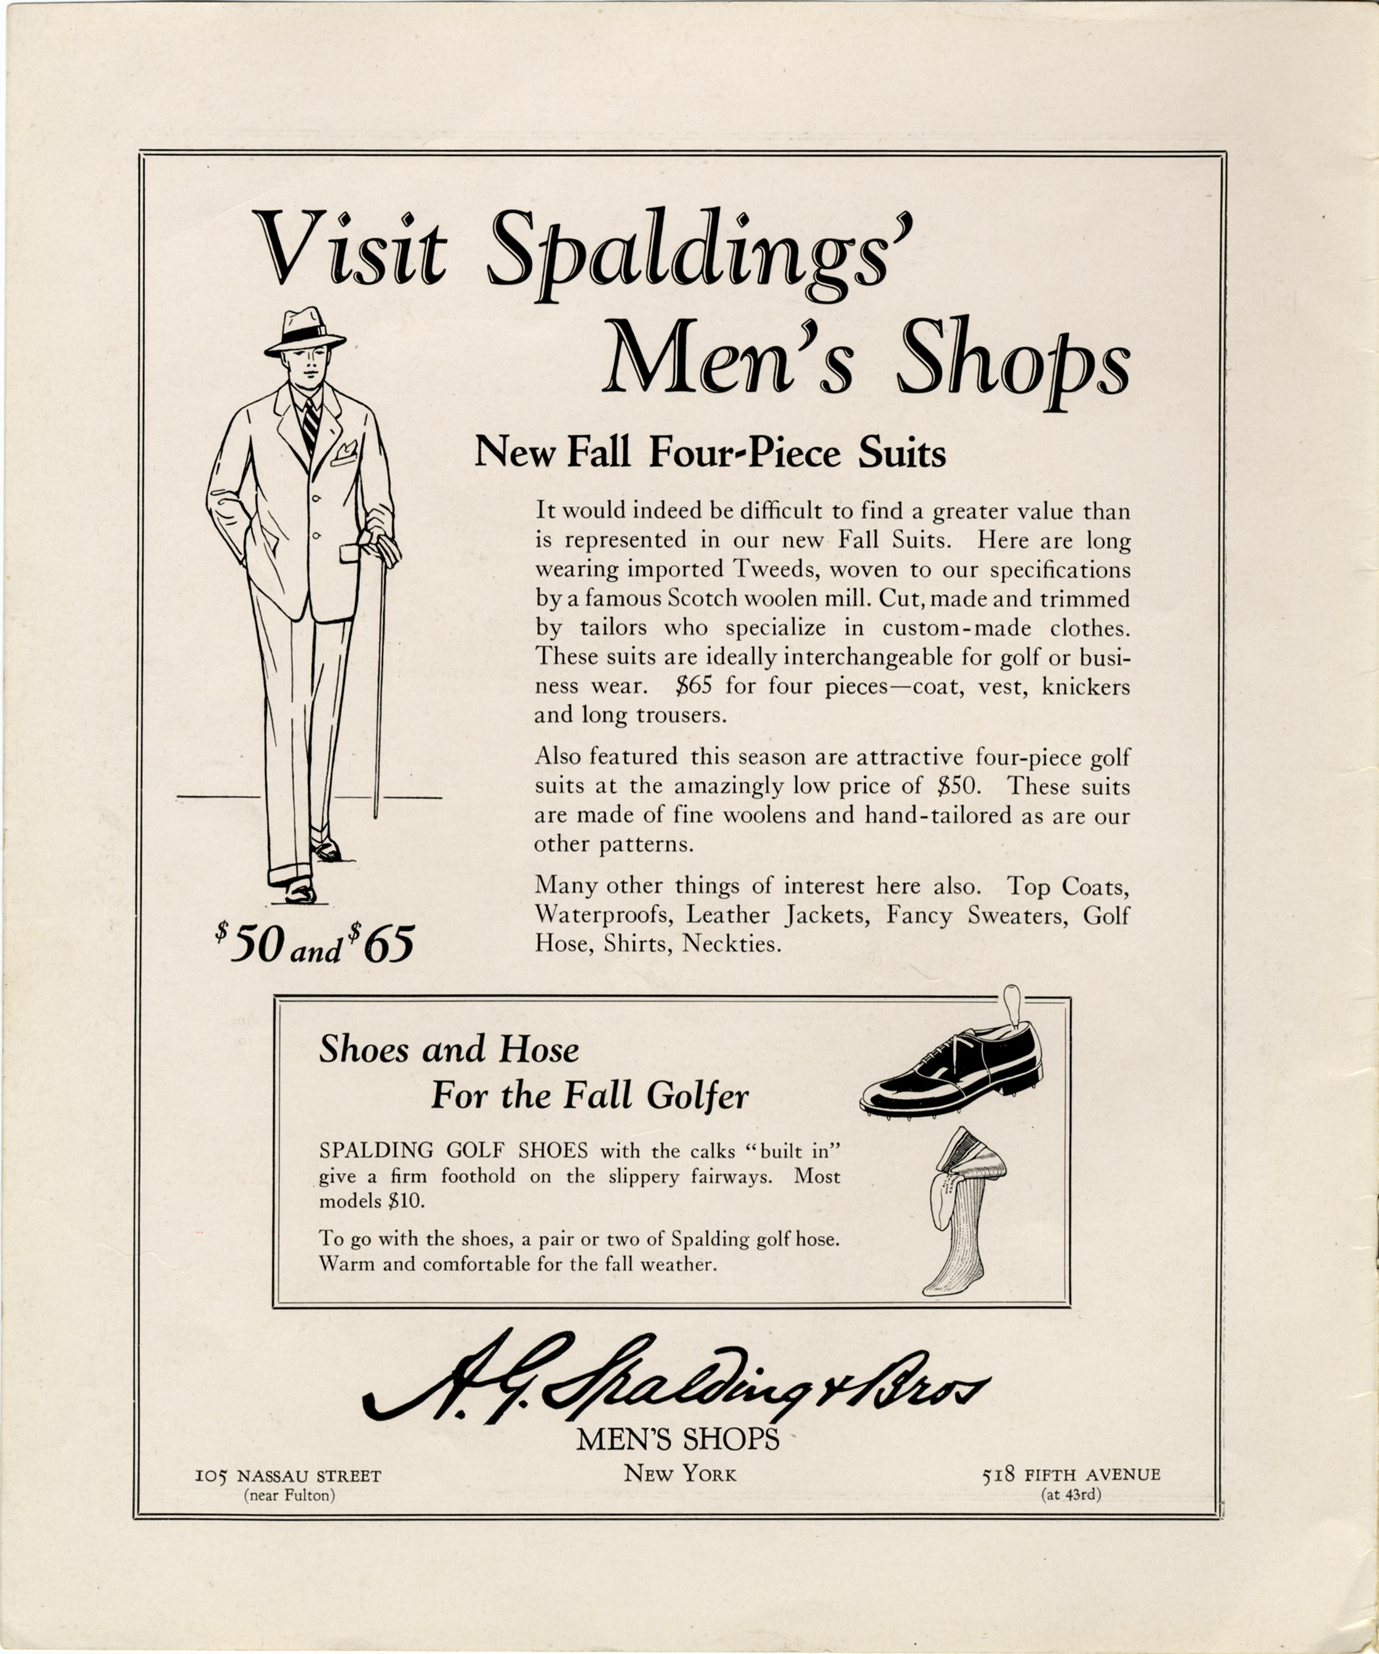 Visit Spaldings'
Men's Shops
New Fall Four-Piece Suits
It would indeed be difficult to find a greater value than
is represented in our new Fall Suits. Here are long
wearing imported Tweeds, woven to our specifications
by a famous Scotch woolen mill. Cut, made and trimmed
by tailors who specialize in custom-made clothes.
These suits are ideally interchangeable for golf or busi-
ness wear. $65 for four pieces—coat, vest, knickers
and long trousers.
Also featured this season are attractive four-piece golf
suits at the amazingly low price of $50. These suits
are made of fine woolens and hand-tailored as are our
other patterns.
Many other things of interest here also. Top Coats,
Waterproofs, Leather Jackets, Fancy Sweaters, Golf
Hose, Shirts, Neckties.
$50 and $65
Shoes and Hose
For the Fall Golfer
SPALDING GOLF SHOES with the calks "built in"
give a firm foothold on the slippery fairways. Most
models $10.
To go with the shoes, a pair or two of Spalding golf hose.
Warm and comfortable for the fall weather.
A. G. Spalding & Bros
MEN'S SHOPS
NEW YORK
105 NASSAU STREET
(near Fulton)
518 FIFTH AVENUE
(at 43rd)